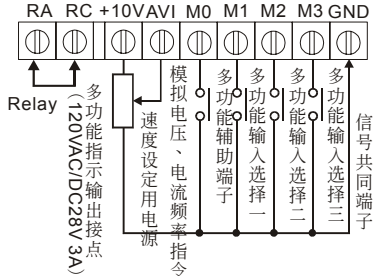 RA RC +10V AVI M0 M1 M2 M3 GND
Relay
多功能指示输出接点
(120VAC/DC28V 3A)
速度设定用电源
模拟电压、电流频率指令
多功能辅助端子
多功能输入选择一
多功能输入选择二
多功能输入选择三
信号共同端子